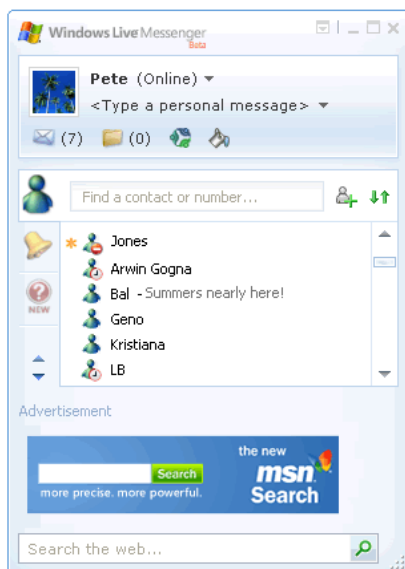 Windows Live Messenger
Beta
Pete (Online)
<Type a personal message>
(7) (0)
Find a contact or number...
Jones
Arwin Gogna
Bal - Summers nearly here!
NEW
Geno
Kristiana
LB
Advertisement
the new
msn
Search
Search
more precise. more powerful.
Search the web...